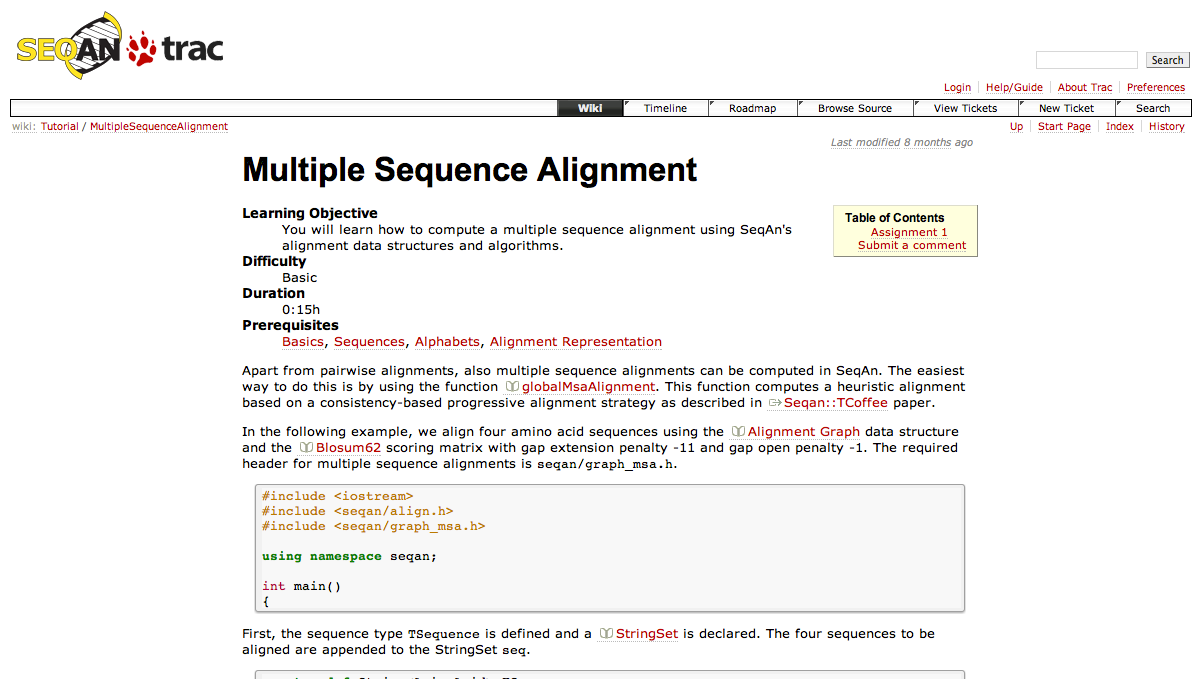 SEQAN trac
Search
Login Help/Guide About Trac Preferences
Wiki Timeline Roadmap Browse Source View Tickets New Ticket Search
wiki: Tutorial / MultipleSequenceAlignment
Up Start Page Index History
Last modified 8 months ago
Multiple Sequence Alignment
Learning Objective
You will learn how to compute a multiple sequence alignment using SeqAn's
alignment data structures and algorithms.
Table of Contents
Assignment 1
Submit a comment
Difficulty
Basic
Duration
0:15h
Prerequisites
Basics, Sequences, Alphabets, Alignment Representation
Apart from pairwise alignments, also multiple sequence alignments can be computed in SeqAn. The easiest
way to do this is by using the function globalMsaAlignment. This function computes a heuristic alignment
based on a consistency-based progressive alignment strategy as described in Seqan::TCoffee paper.
In the following example, we align four amino acid sequences using the Alignment Graph data structure
and the Blosum62 scoring matrix with gap extension penalty -11 and gap open penalty -1. The required
header for multiple sequence alignments is seqan/graph_msa.h.
#include <iostream>
#include <seqan/align.h>
#include <seqan/graph_msa.h>
using namespace seqan;
int main()
{
First, the sequence type TSequence is defined and a StringSet is declared. The four sequences to be
aligned are appended to the StringSet seq.